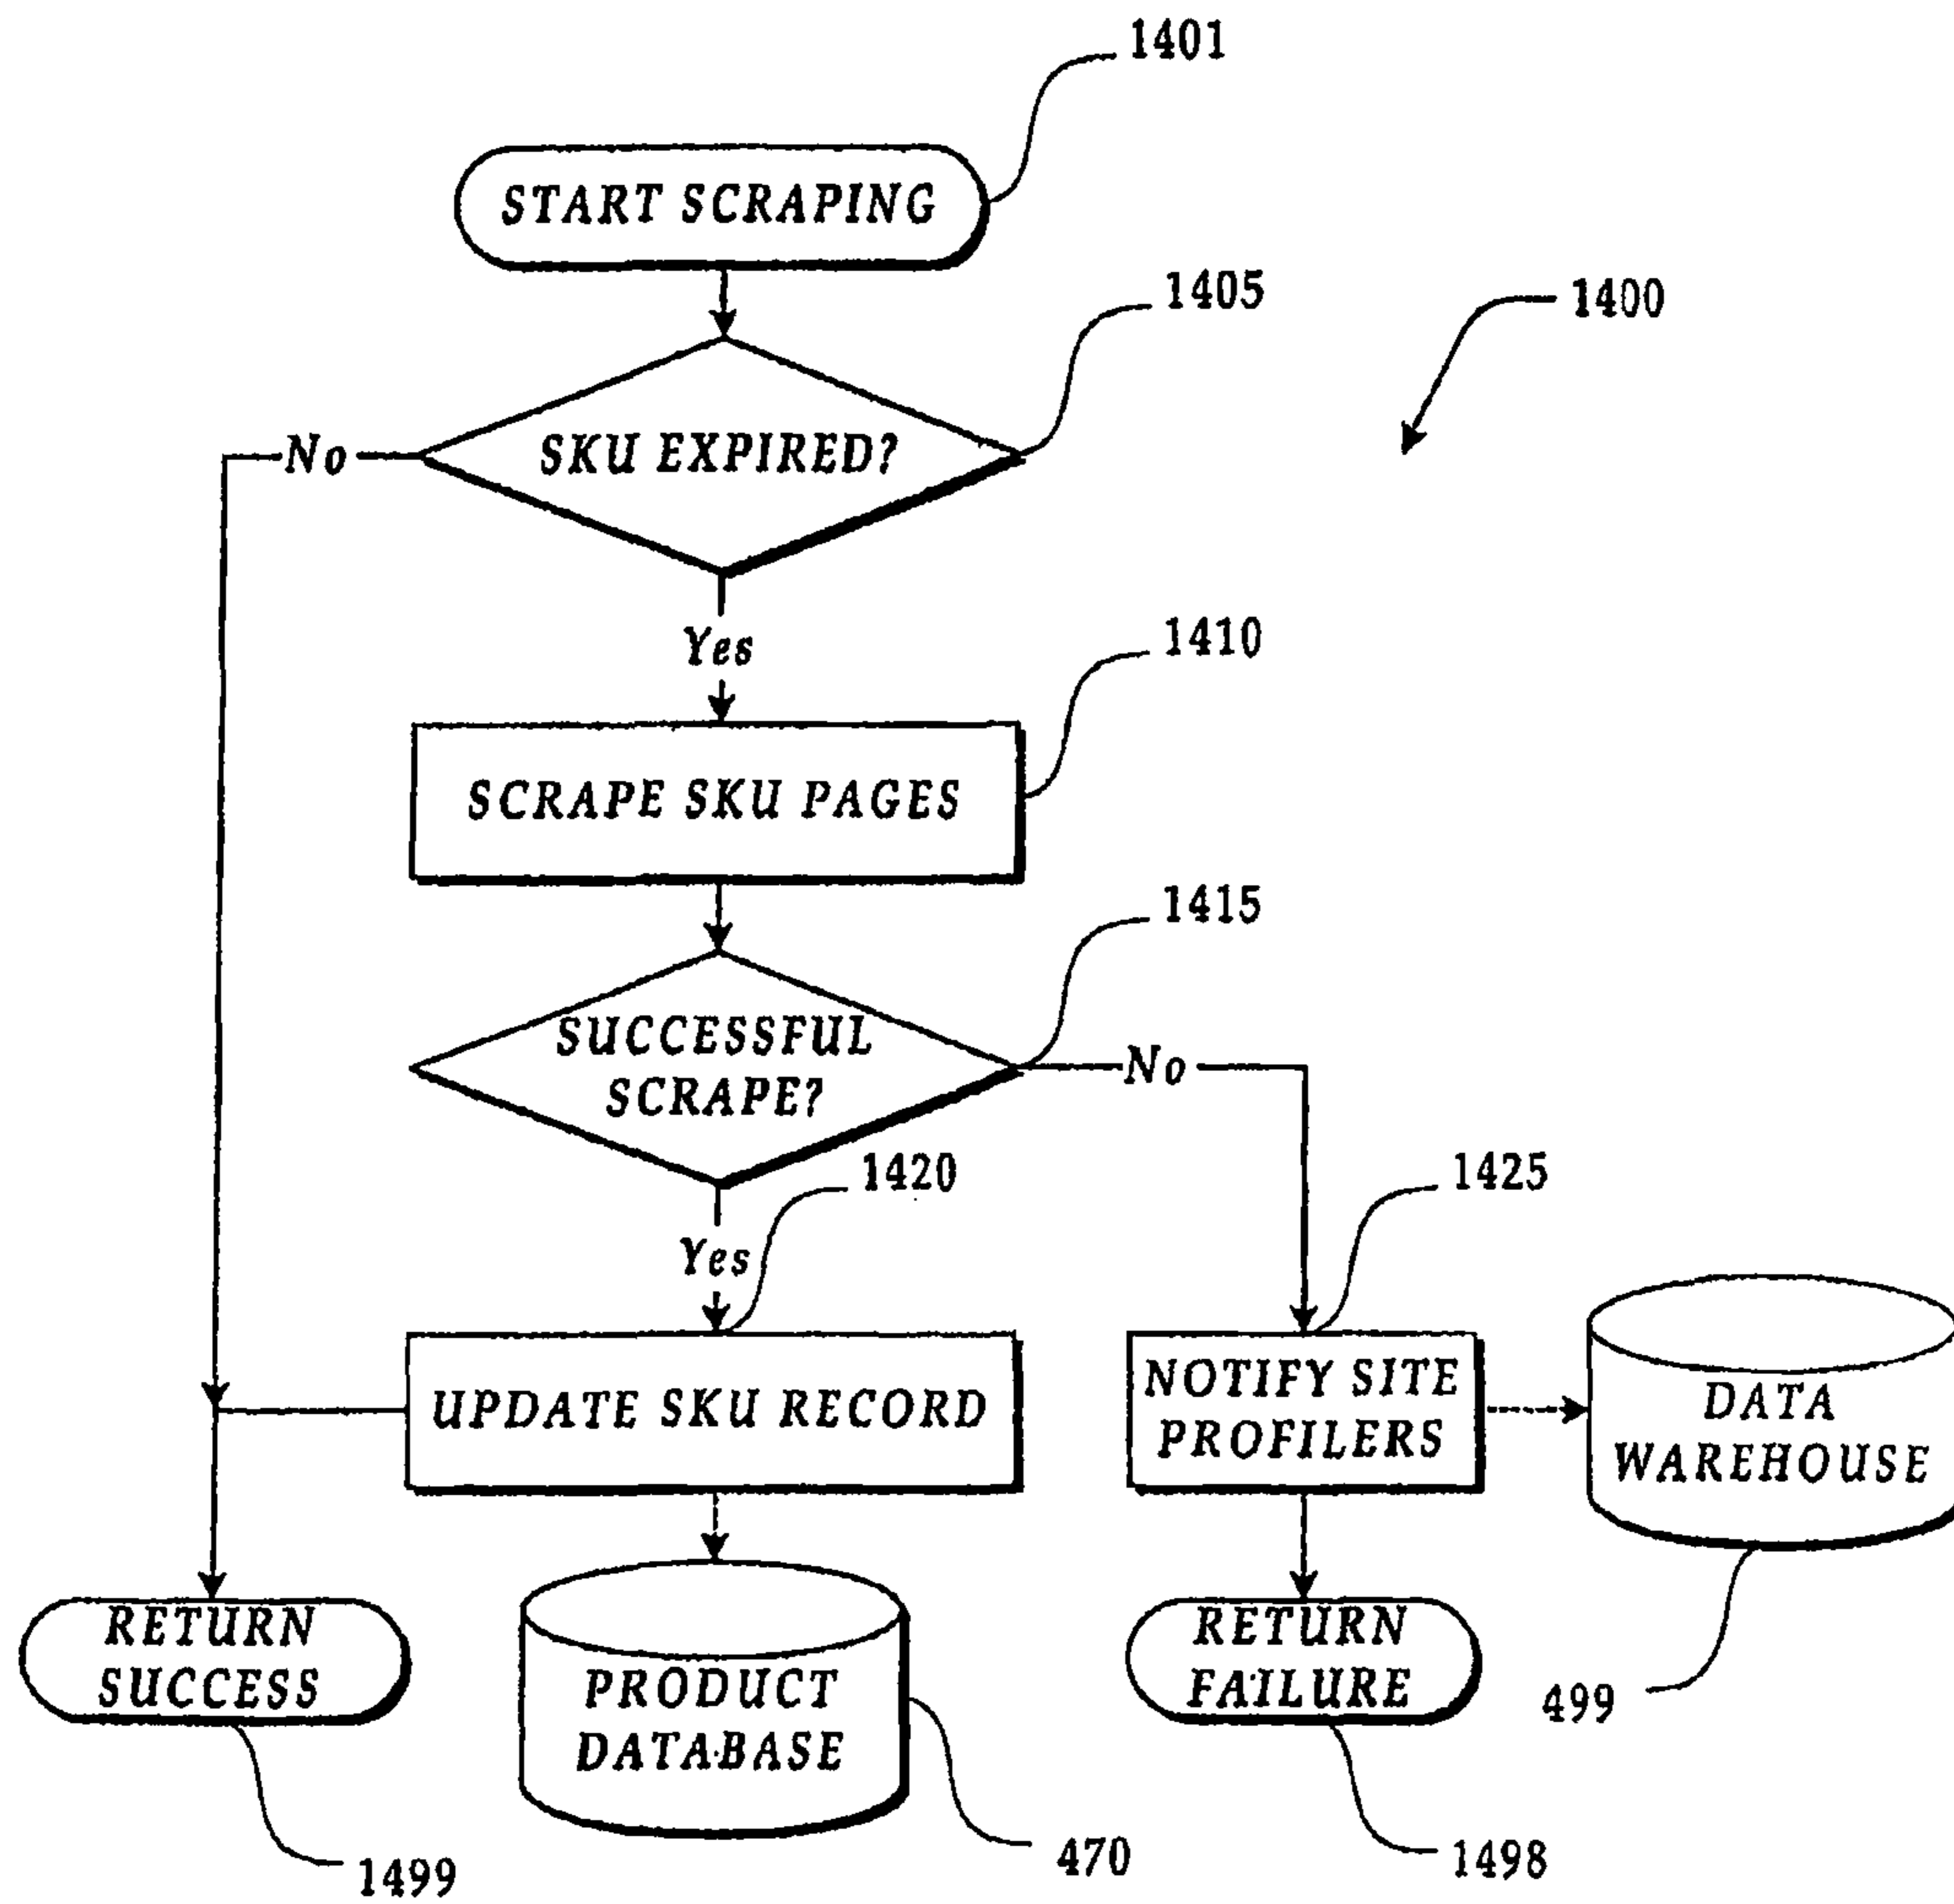 1401
START SCRAPING
1405
1400
SKU EXPIRED?
No
Yes
1410
SCRAPE SKU PAGES
1415
SUCCESSFUL
SCRAPE?
No
1420
1425
Yes
UPDATE SKU RECORD
NOTIFY SITE
PROFILERS
DATA
WAREHOUSE
RETURN
SUCCESS
PRODUCT
DATABASE
RETURN
FAILURE
499
1499
470
1498